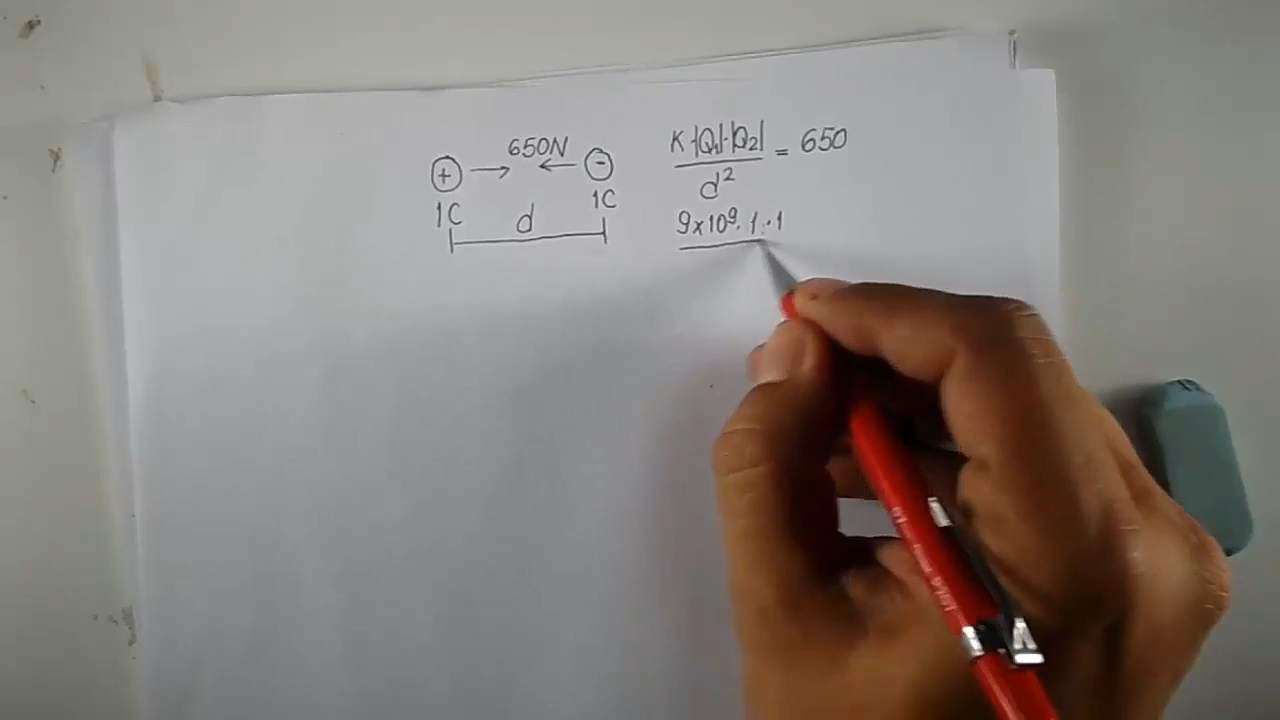 650N
+ -
1C 1C
d
K·|Q₁|·|Q₂| = 650
d²
9x10⁹·1·1